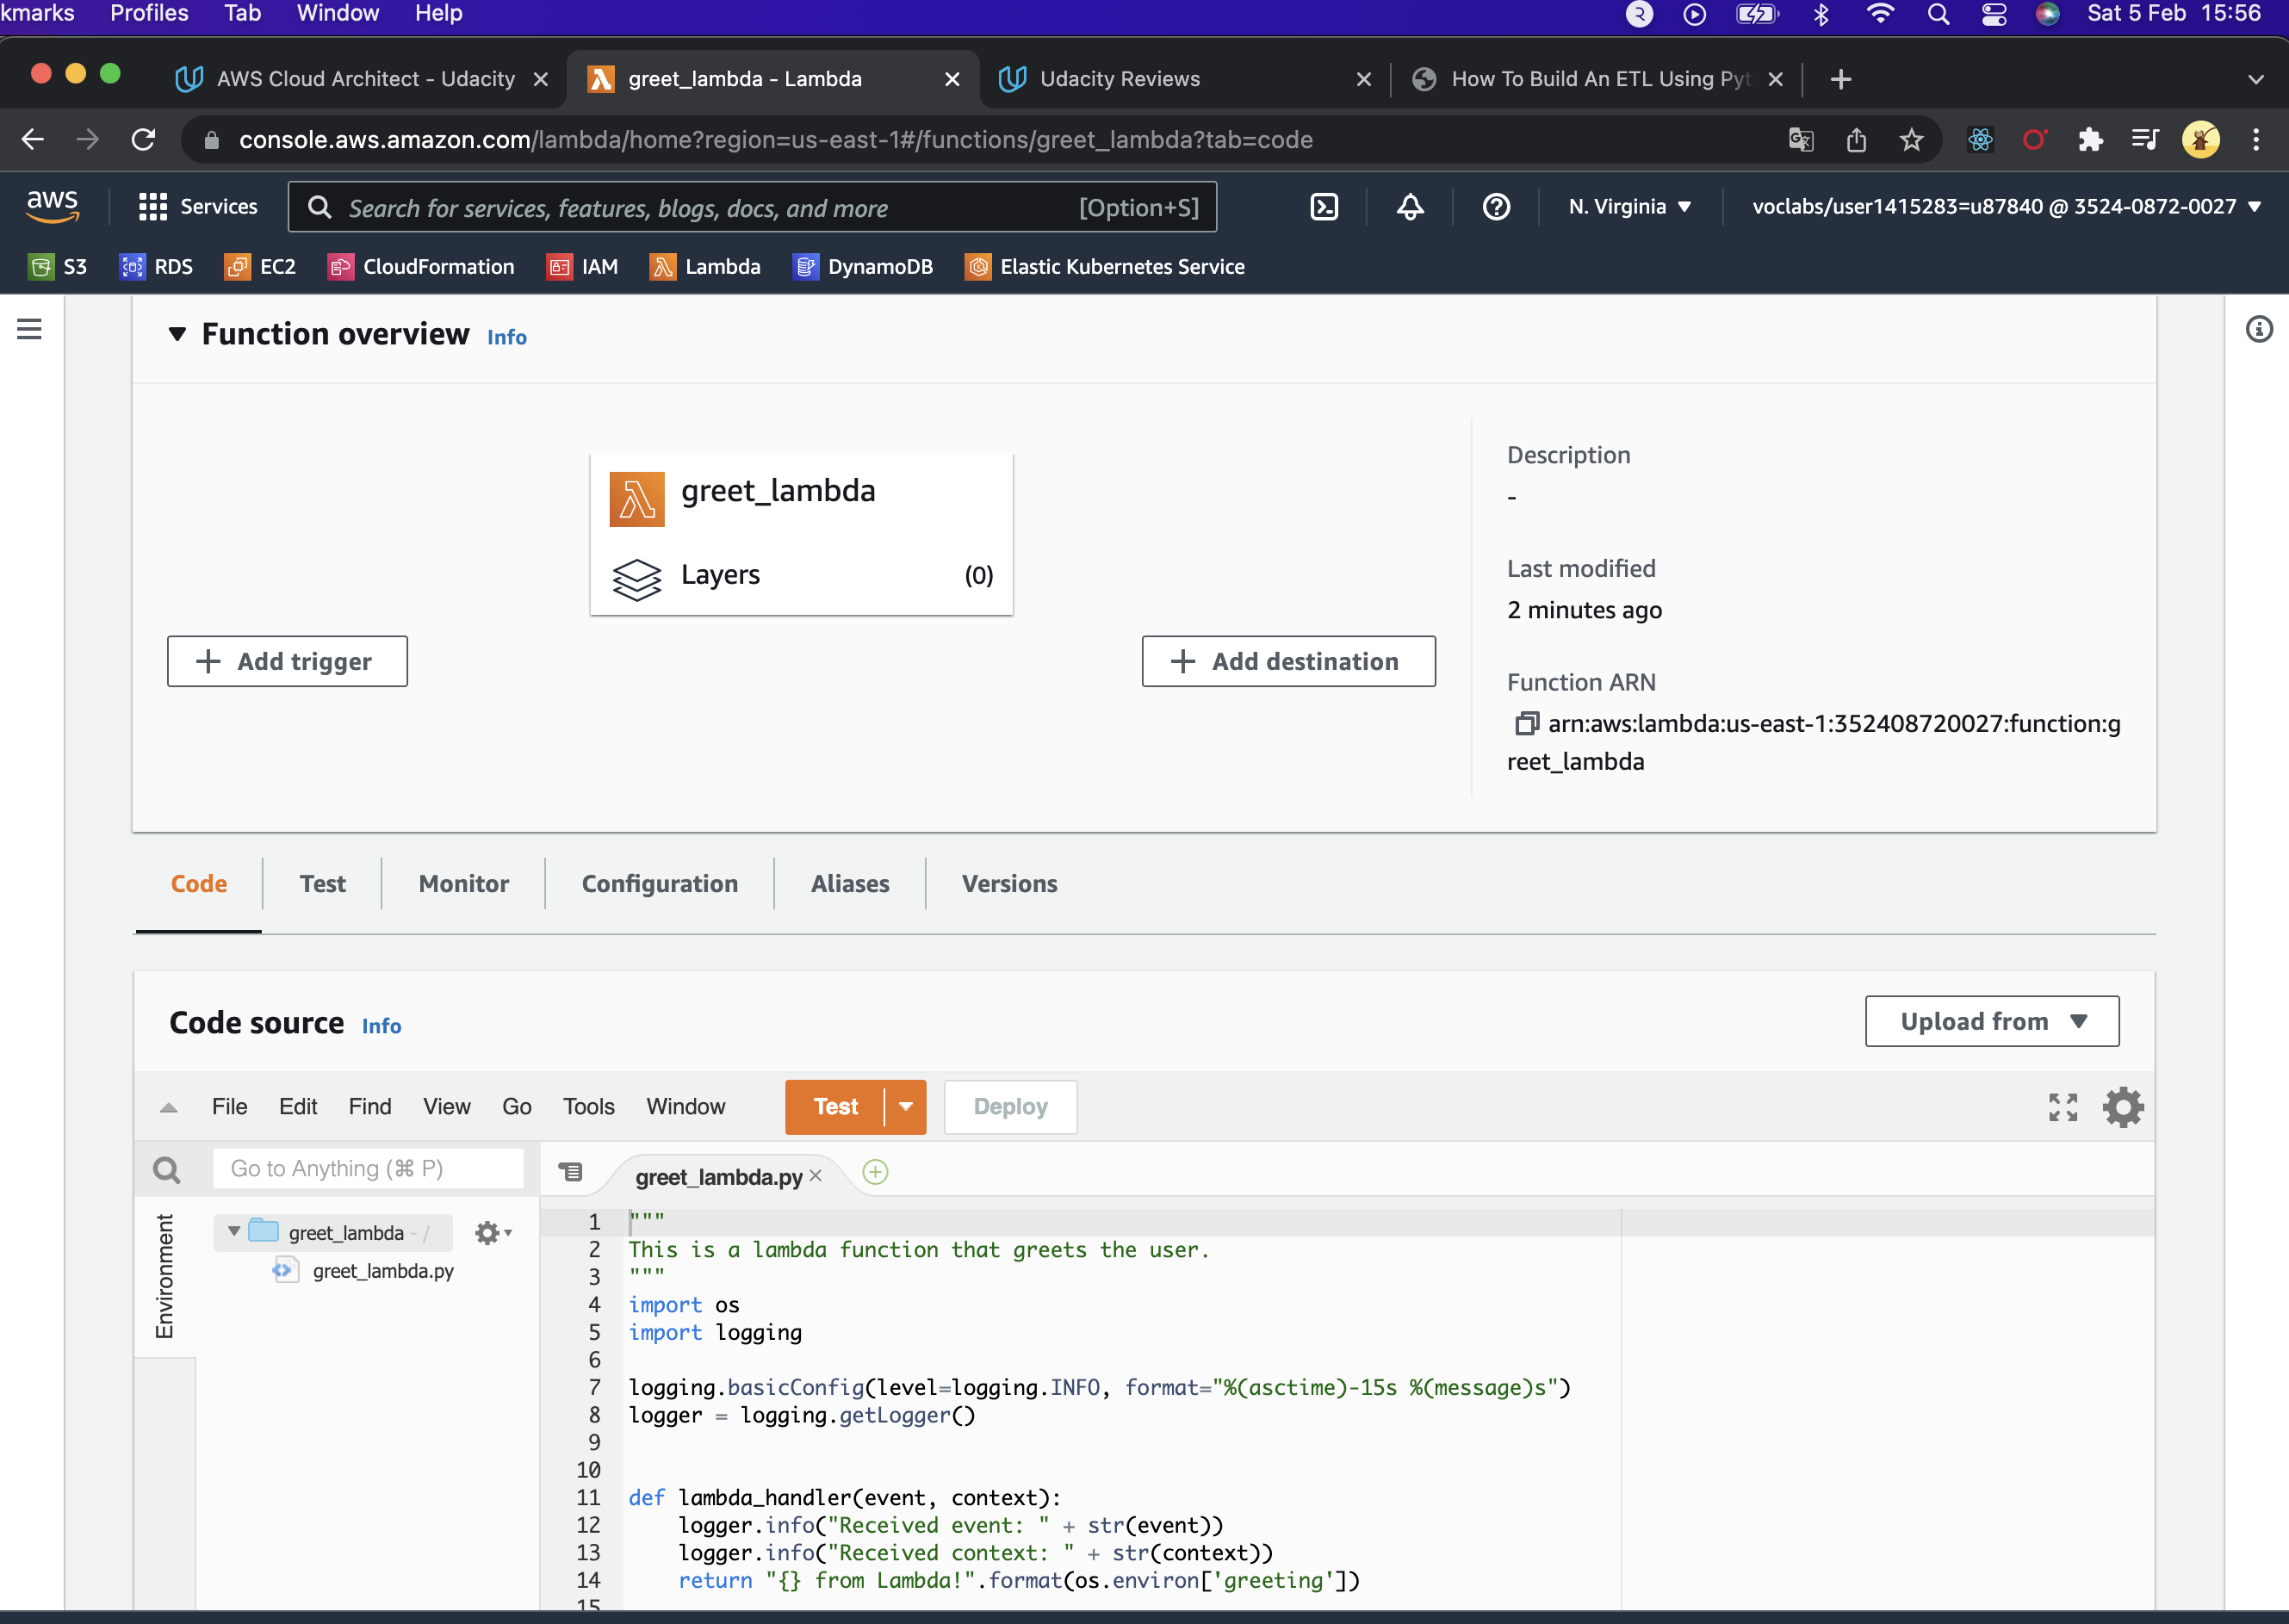 kmarks Profiles Tab Window Help Sat 5 Feb 15:56
AWS Cloud Architect - Udacity greet_lambda - Lambda Udacity Reviews How To Build An ETL Using Pyt
console.aws.amazon.com/lambda/home?region=us-east-1#/functions/greet_lambda?tab=code
aws Services Search for services, features, blogs, docs, and more [Option+S] N. Virginia ▼ voclabs/user1415283=u87840 @ 3524-0872-0027 ▼
S3 RDS EC2 CloudFormation IAM Lambda DynamoDB Elastic Kubernetes Service
Function overview Info
greet_lambda
Layers (0)
+ Add trigger
+ Add destination
Description
-
Last modified
2 minutes ago
Function ARN
arn:aws:lambda:us-east-1:352408720027:function:g
reet_lambda
Code Test Monitor Configuration Aliases Versions
Code source Info
Upload from ▼
File Edit Find View Go Tools Window Test Deploy
Go to Anything (⌘ P)
greet_lambda.py
Environment
greet_lambda - /
greet_lambda.py
1 """
2 This is a lambda function that greets the user.
3 """
4 import os
5 import logging
6
7 logging.basicConfig(level=logging.INFO, format="%(asctime)-15s %(message)s")
8 logger = logging.getLogger()
9
10
11 def lambda_handler(event, context):
12     logger.info("Received event: " + str(event))
13     logger.info("Received context: " + str(context))
14     return "{} from Lambda!".format(os.environ['greeting'])
15